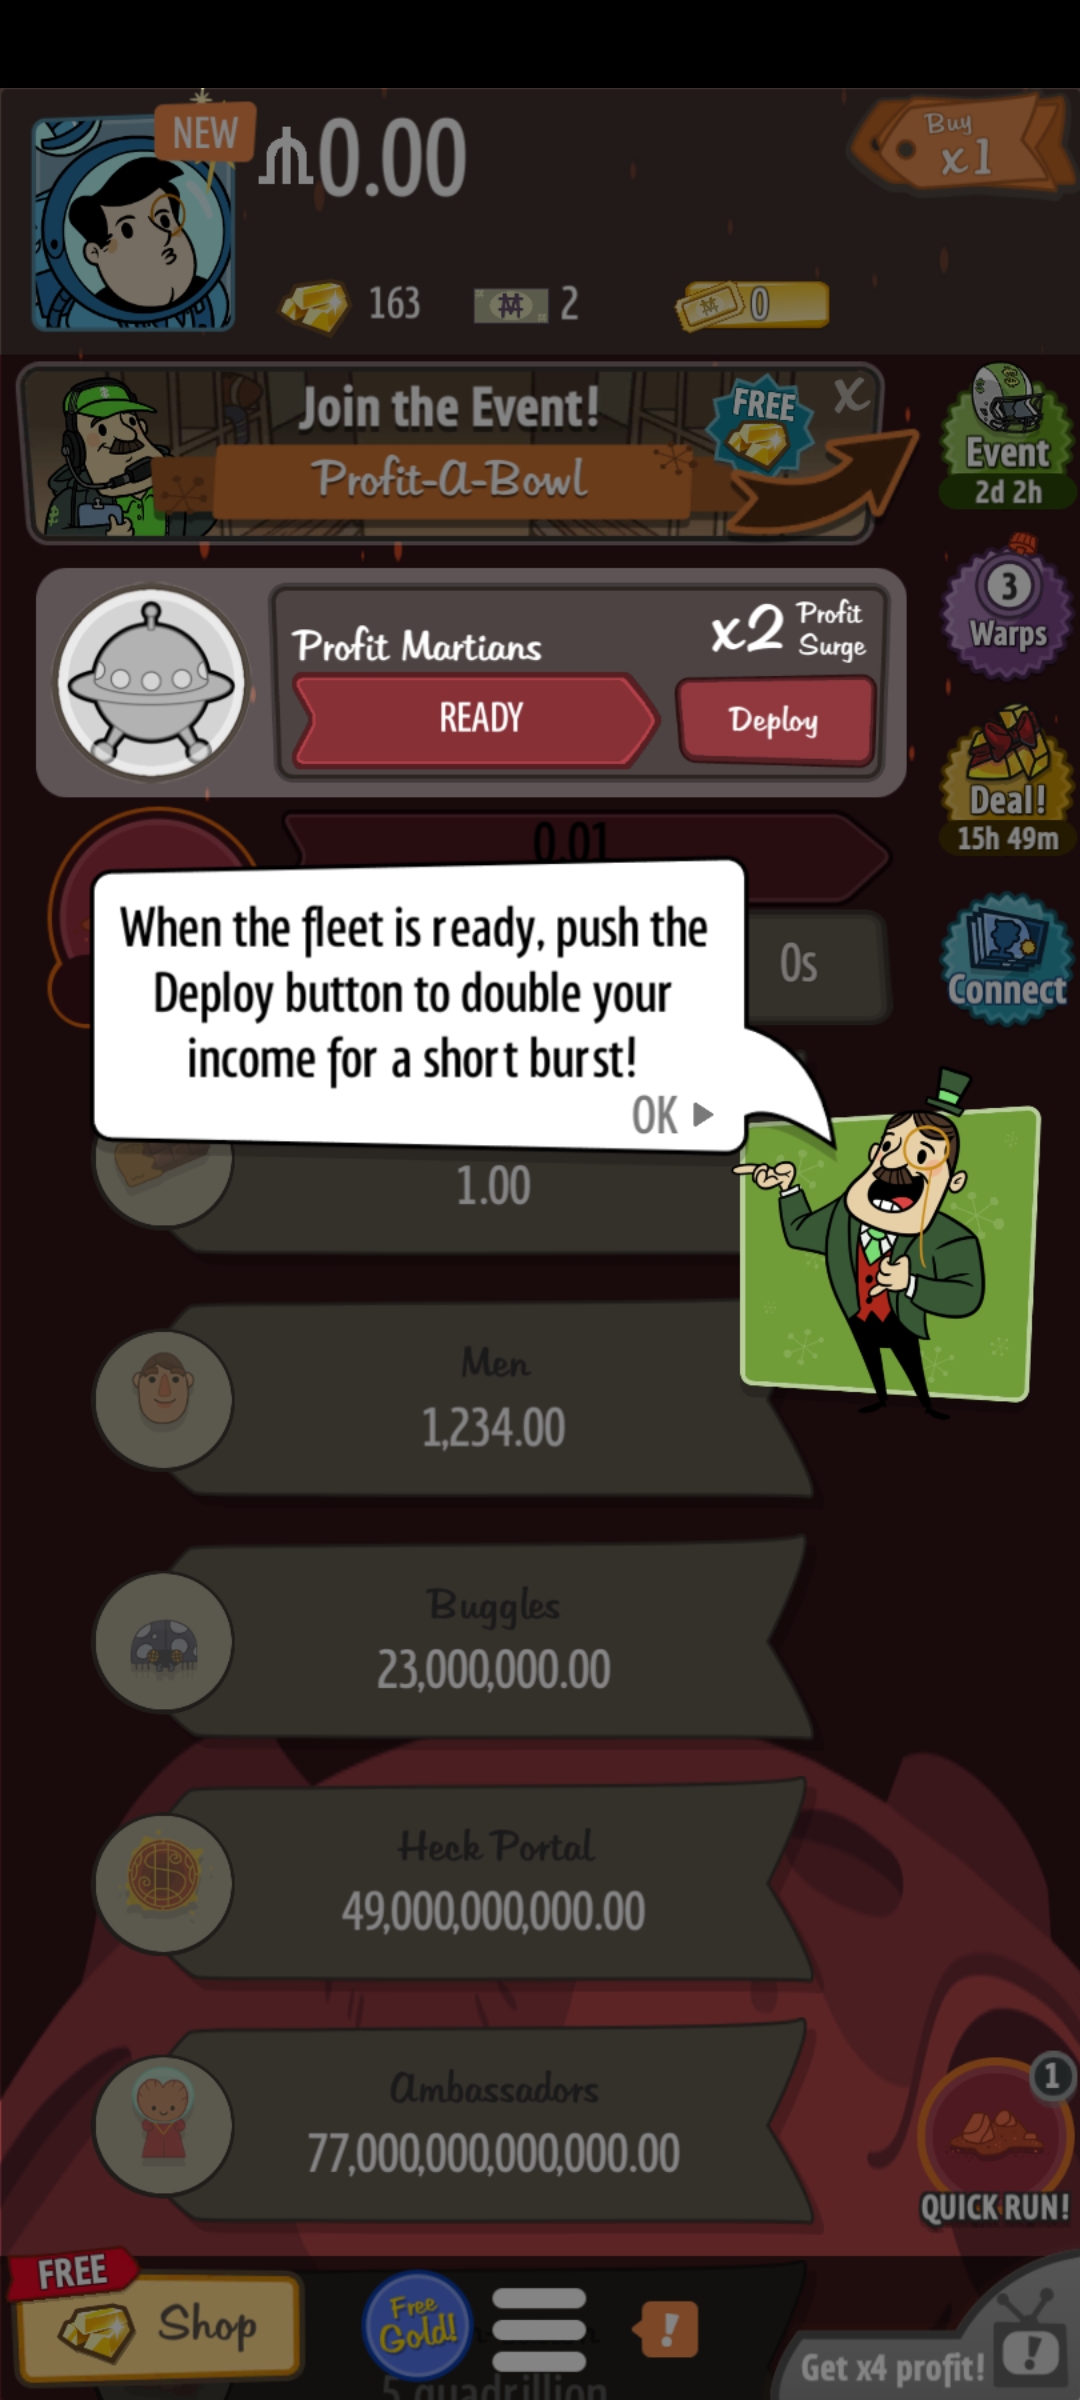 NEW
0.00
Buy
x1
163
2
0
Join the Event!
FREE
X
Profit-A-Bowl
Event
2d 2h
3
Warps
Profit Martians
x2 Profit
Surge
READY
Deploy
Deal!
15h 49m
0.01
When the fleet is ready, push the
Deploy button to double your
income for a short burst!
OK
0s
Connect
1.00
Men
1,234.00
Buggles
23,000,000.00
Heck Portal
49,000,000,000.00
Ambassadors
77,000,000,000,000.00
1
QUICK RUN!
FREE
Shop
Free
Gold!
!
Get x4 profit!
!
5 quadrillion